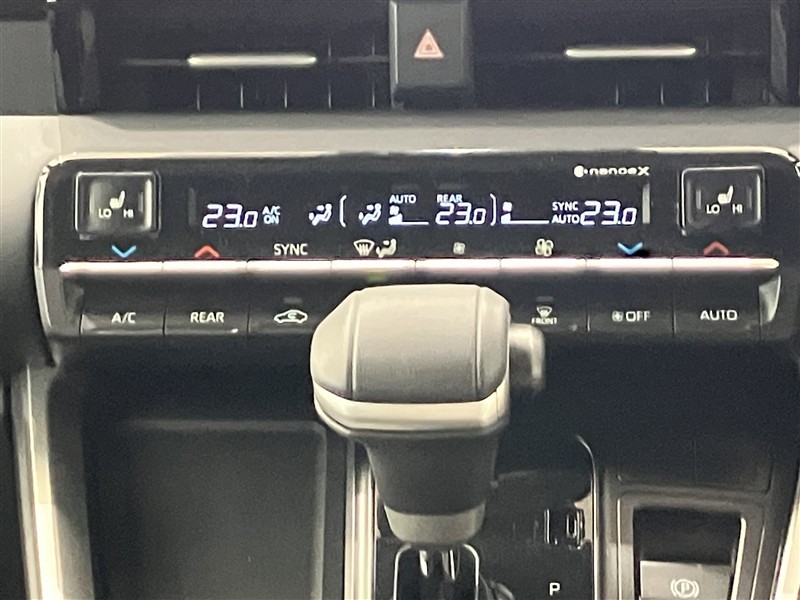 nanoeX
LO HI
23.0 A/C ON
AUTO
REAR
23.0
SYNC
AUTO 23.0
LO HI
SYNC
A/C
REAR
FRONT
OFF
AUTO
P
(P)